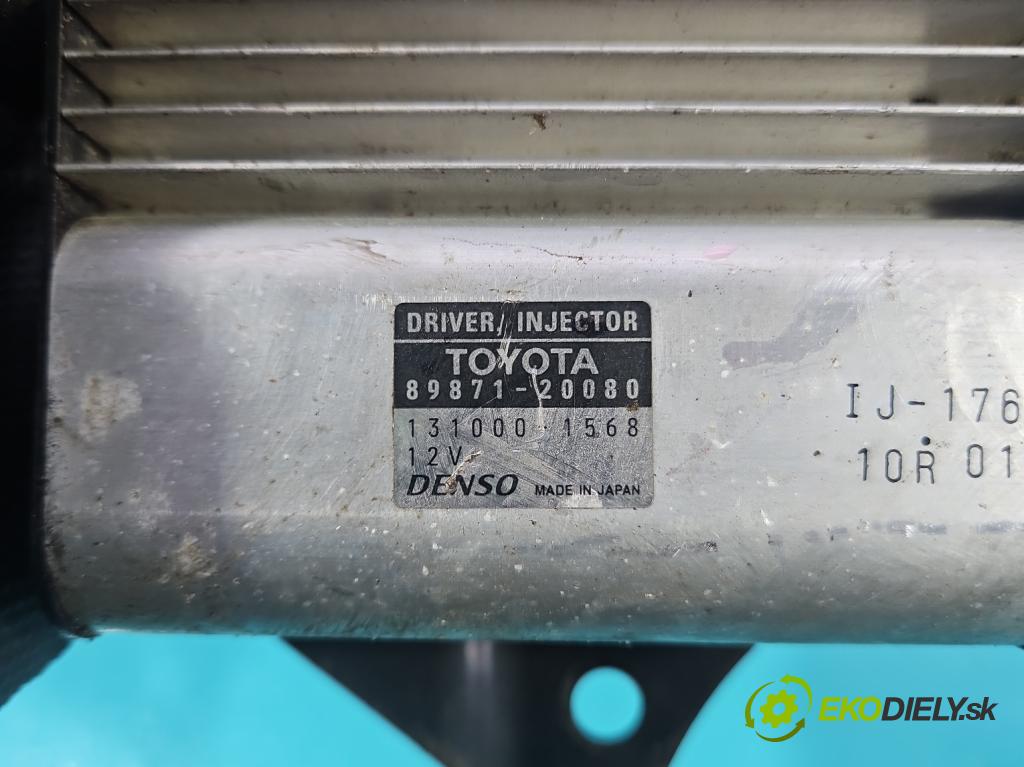 DRIVER, INJECTOR
TOYOTA
89871-20080
131000-1568
12V
DENSO MADE IN JAPAN
IJ-176
10R 01
EKODIELY.sk